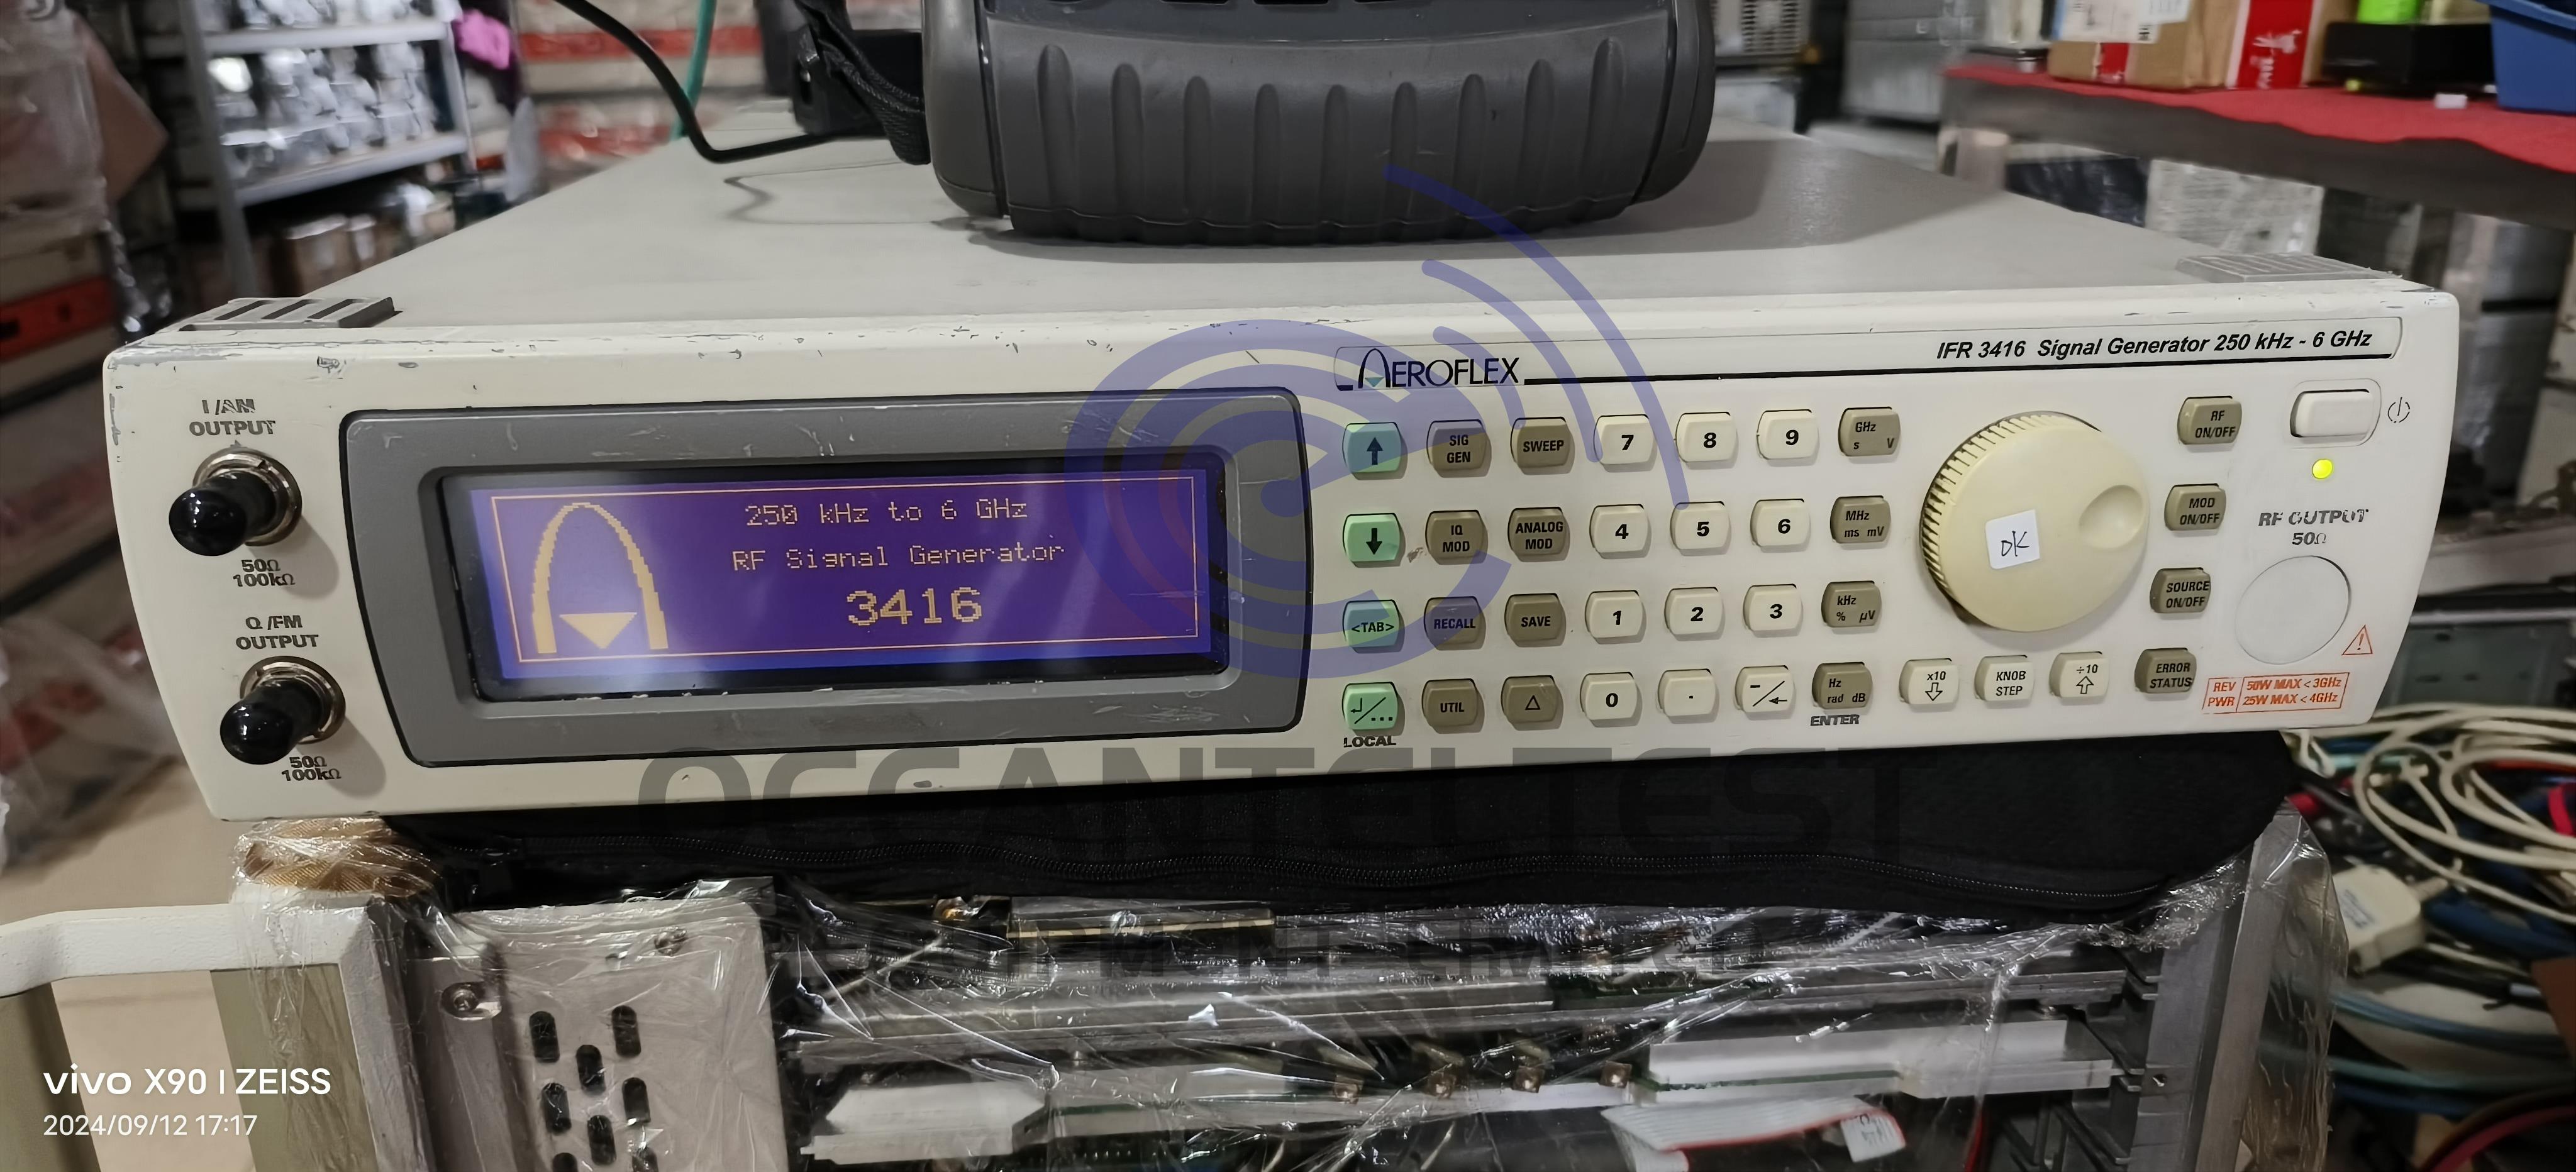 AEROFLEX
IFR 3416 Signal Generator 250 kHz - 6 GHz
I/AM
OUTPUT
50Ω
100kΩ
Q/FM
OUTPUT
50Ω
100kΩ
250 kHz to 6 GHz
RF Signal Generator
3416
SIG
GEN
SWEEP
7
8
9
GHz
s V
IQ
MOD
ANALOG
MOD
4
5
6
MHz
ms mV
<TAB>
RECALL
SAVE
1
2
3
kHz
% µV
LOCAL
UTIL
Δ
0
.
Hz
rad dB
ENTER
OK
x10
KNOB
STEP
÷10
RF
ON/OFF
MOD
ON/OFF
SOURCE
ON/OFF
ERROR
STATUS
RF OUTPUT
50Ω
REV 50W MAX < 3GHz
PWR 25W MAX < 4GHz
vivo X90 | ZEISS
2024/09/12 17:17